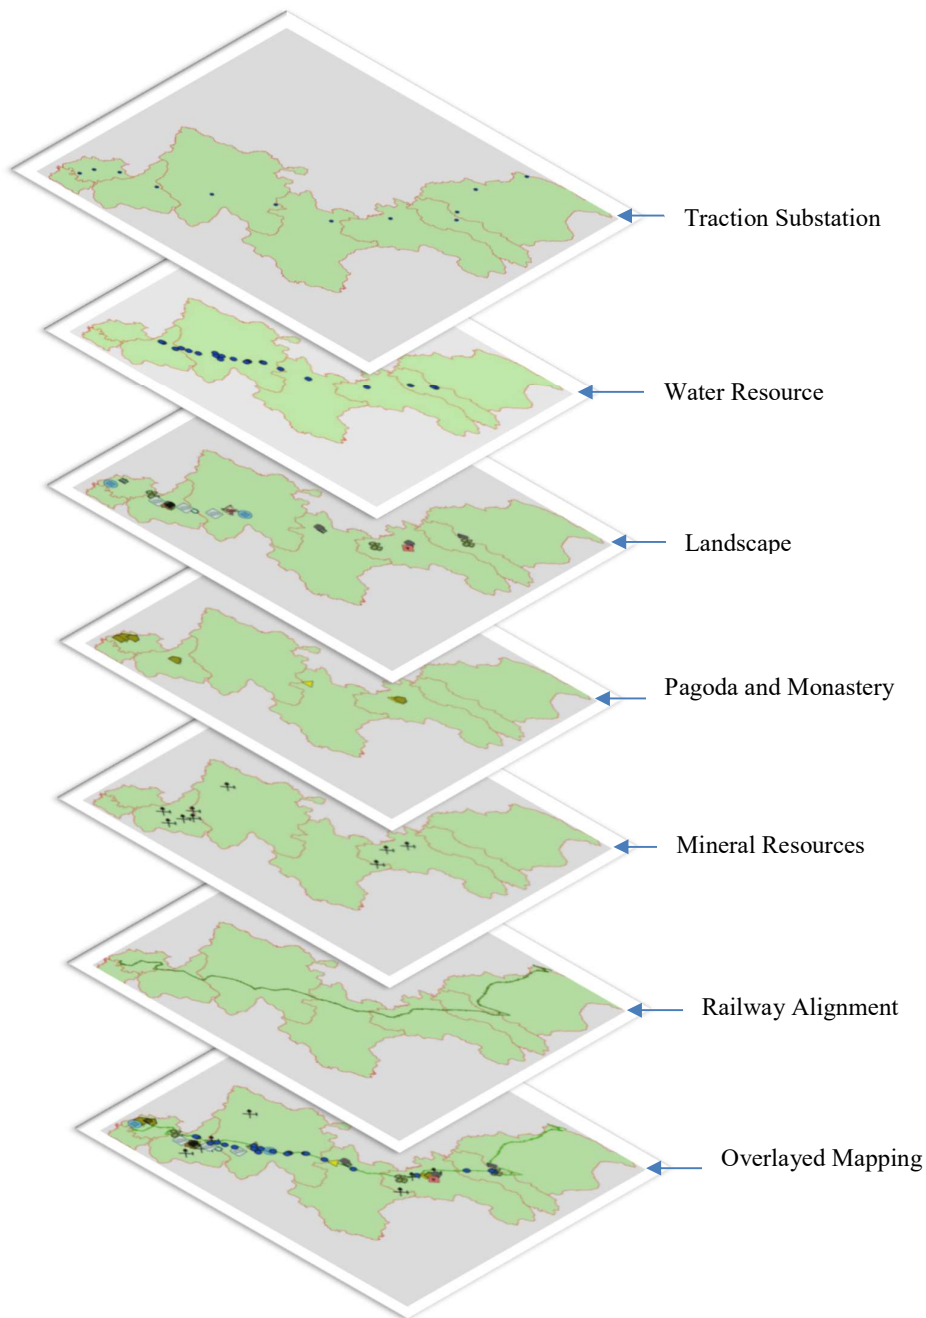 Traction Substation
Water Resource
Landscape
Pagoda and Monastery
Mineral Resources
Railway Alignment
Overlayed Mapping